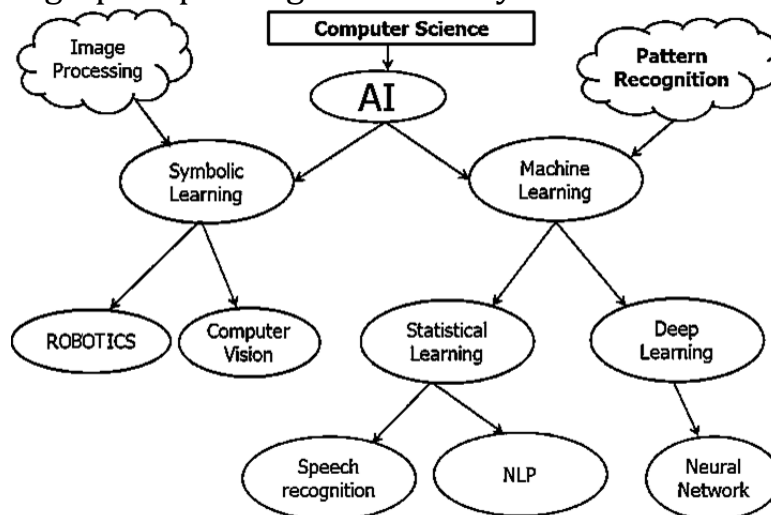 Computer Science
Image
Processing
AI
Pattern
Recognition
Symbolic
Learning
Machine
Learning
ROBOTICS
Computer
Vision
Statistical
Learning
Deep
Learning
Speech
recognition
NLP
Neural
Network